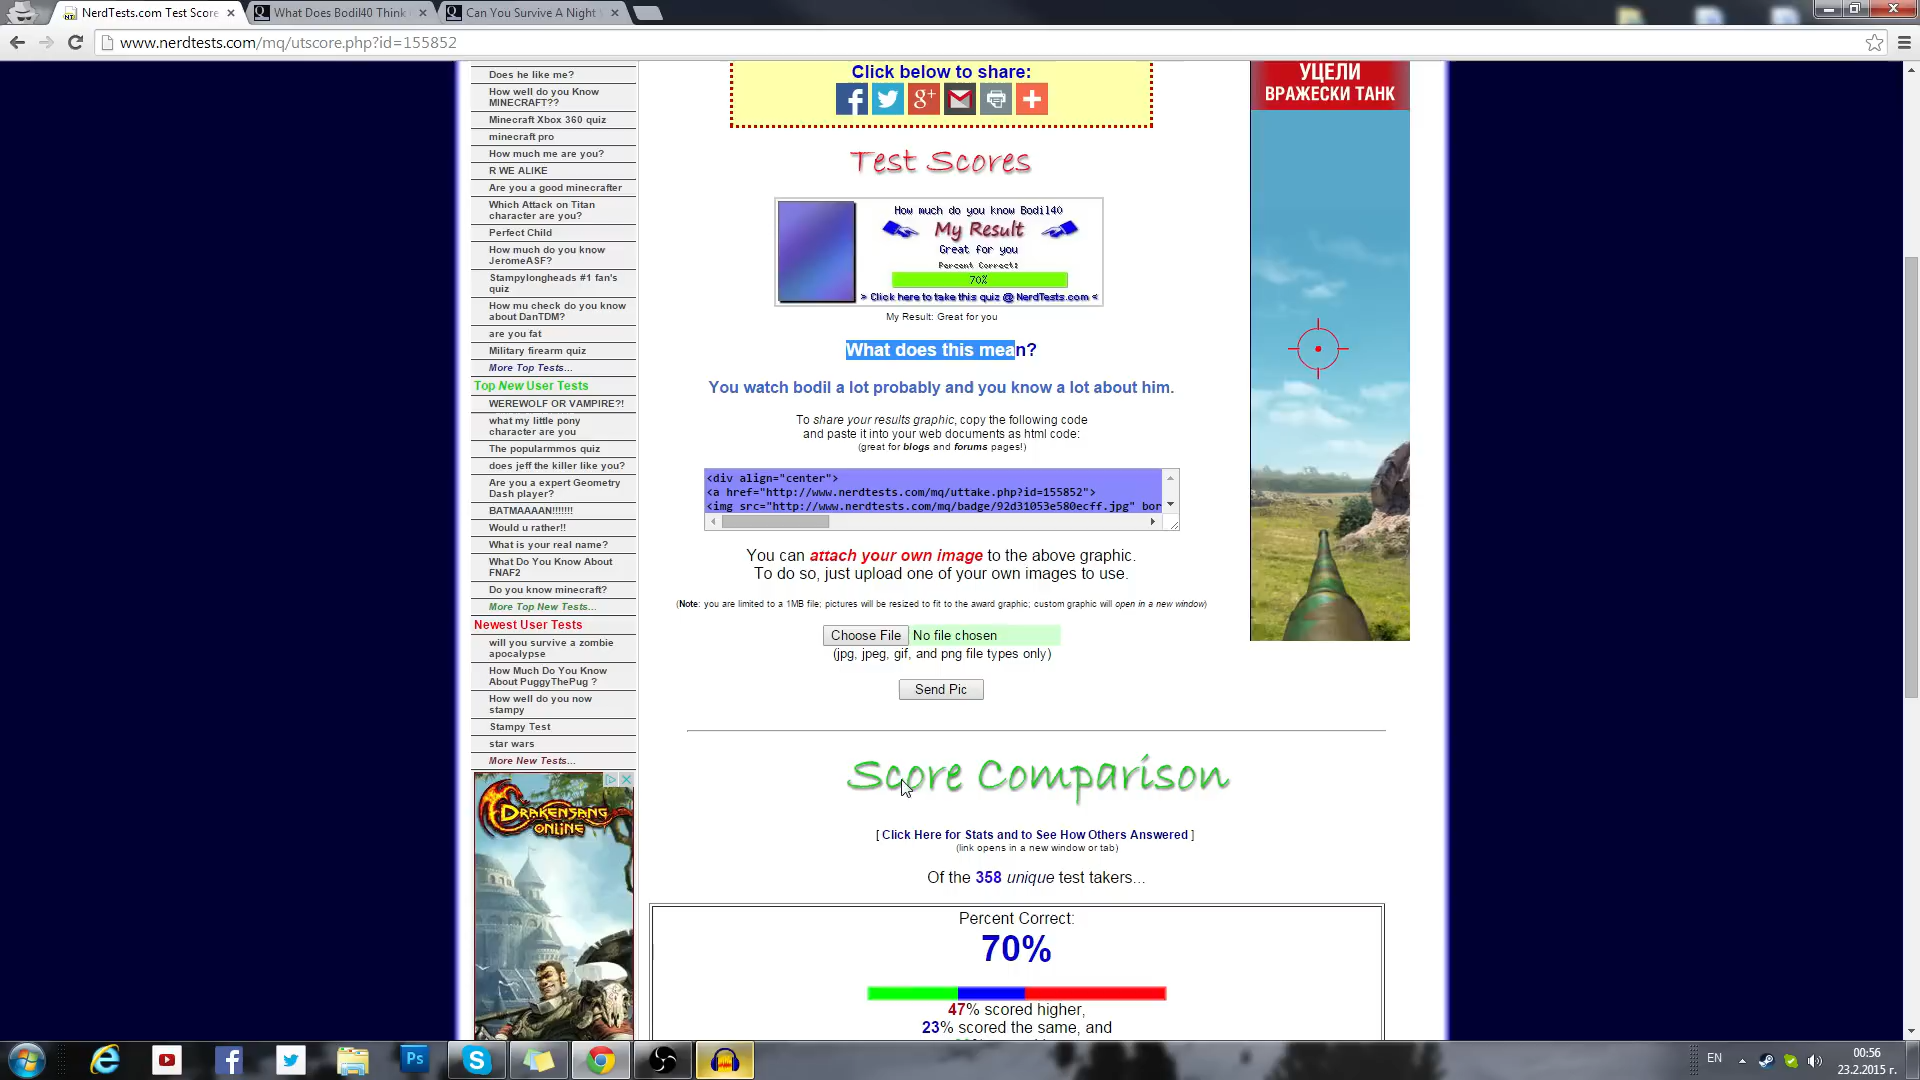 NerdTests.com Test Score
What Does Bodil40 Think
Can You Survive A Night
www.nerdtests.com/mq/utscore.php?id=155852
Does he like me?
How well do you Know
MINECRAFT??
Minecraft Xbox 360 quiz
minecraft pro
How much me are you?
R WE ALIKE
Are you a good minecrafter
Which Attack on Titan
character are you?
Perfect Child
How much do you know
JeromeASF?
Stampylongheads #1 fan's
quiz
How mu check do you know
about DanTDM?
are you fat
Military firearm quiz
More Top Tests...
Top New User Tests
WEREWOLF OR VAMPIRE?!
what my little pony
character are you
The popularmmos quiz
does jeff the killer like you?
Are you a expert Geometry
Dash player?
BATMAAAAN!!!!!!!
Would u rather!!
What is your real name?
What Do You Know About
FNAF2
Do you know minecraft?
More Top New Tests...
Newest User Tests
will you survive a zombie
apocalypse
How Much Do You Know
About PuggyThePug ?
How well do you now
stampy
Stampy Test
star wars
More New Tests...
DRAKENSANG
ONLINE
Click below to share:
Test Scores
How much do you know Bodil40
My Result
Great for you
Percent Correct:
70%
> Click here to take this quiz @ NerdTests.com <
My Result: Great for you
What does this mean?
You watch bodil a lot probably and you know a lot about him.
To share your results graphic, copy the following code
and paste it into your web documents as html code:
(great for blogs and forums pages!)
<div align="center">
<a href="http://www.nerdtests.com/mq/uttake.php?id=155852">
<img src="http://www.nerdtests.com/mq/badge/92d31053e580ecff.jpg" bor
You can attach your own image to the above graphic.
To do so, just upload one of your own images to use.
(Note: you are limited to a 1MB file; pictures will be resized to fit to the award graphic; custom graphic will open in a new window)
Choose File No file chosen
(jpg, jpeg, gif, and png file types only)
Send Pic
Score Comparison
[ Click Here for Stats and to See How Others Answered ]
(link opens in a new window or tab)
Of the 358 unique test takers...
Percent Correct:
70%
47% scored higher,
23% scored the same, and
УЦЕЛИ
ВРАЖЕСКИ ТАНК
Ps
EN
00:56
23.2.2015 г.